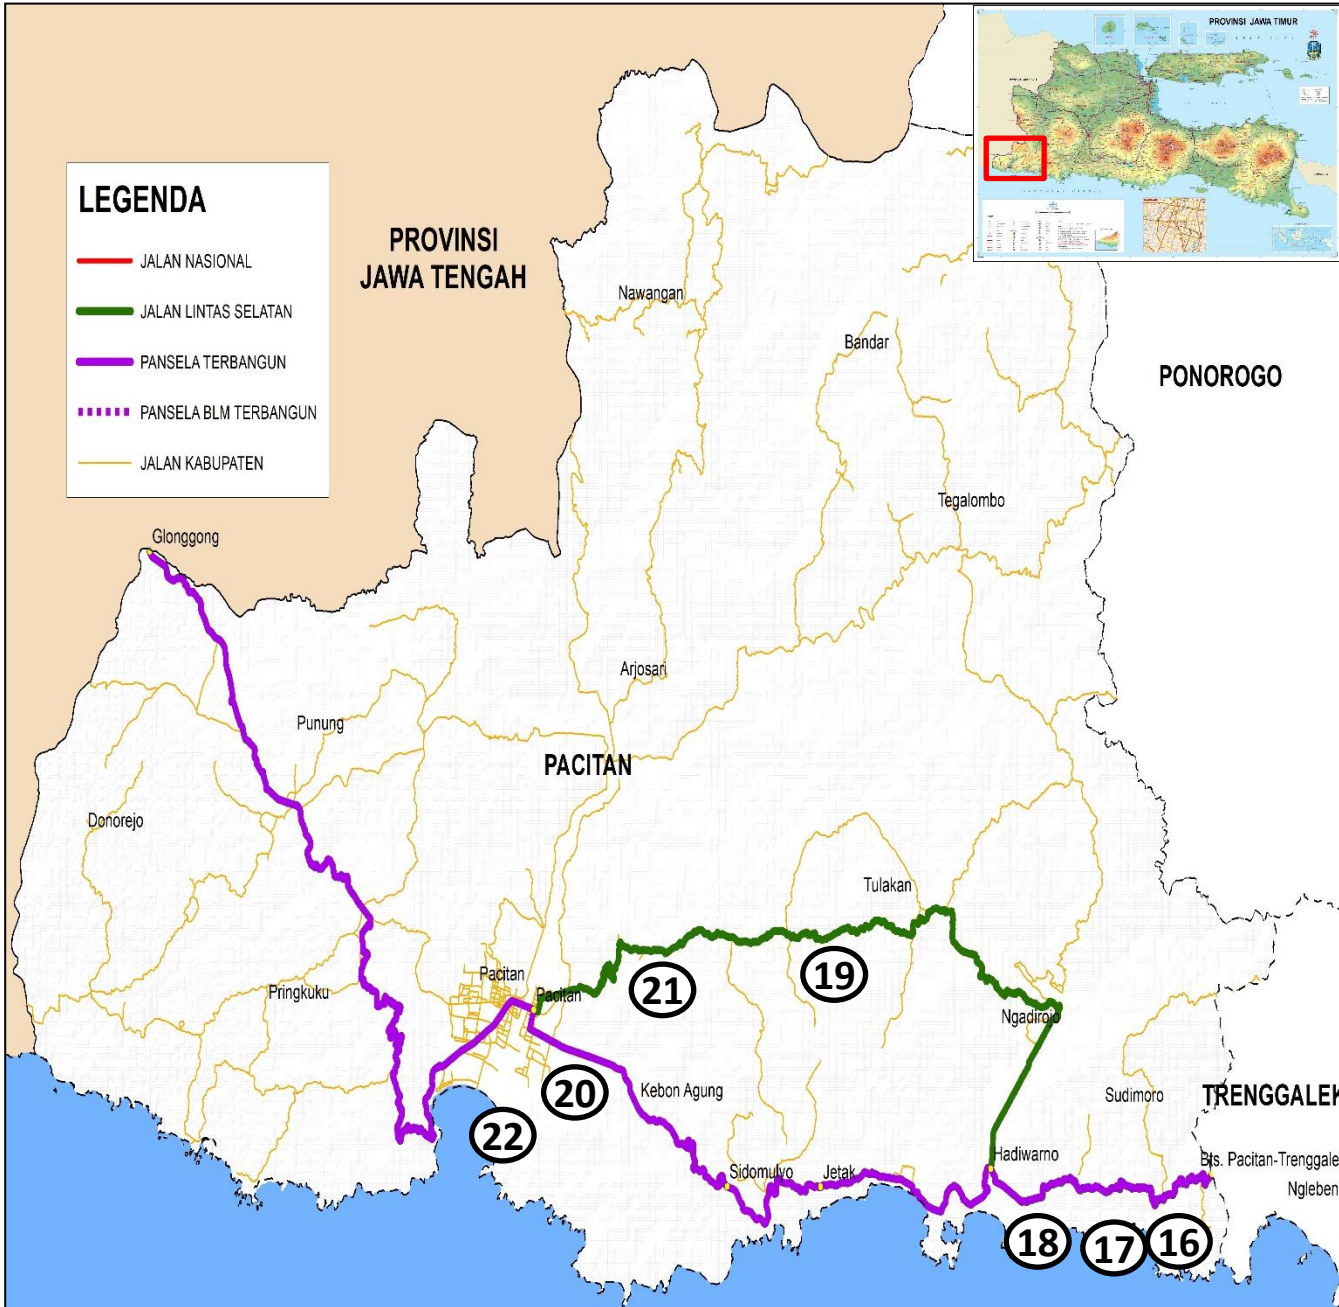 PROVINSI JAWA TIMUR
LEGENDA
JALAN NASIONAL
JALAN LINTAS SELATAN
PANSELA TERBANGUN
PANSELA BLM TERBANGUN
JALAN KABUPATEN
PROVINSI
JAWA TENGAH
Nawangan
Bandar
PONOROGO
Tegalombo
Glonggong
Arjosari
Punung
PACITAN
Donorejo
Tulakan
Pacitan
Pacitan
21
19
Pringkuku
Ngadirojo
20
Kebon Agung
Sudimoro
TRENGGALEK
22
Sidomulyo
Jetak
Hadiwarno
Bts. Pacitan-Trenggale
Ngleben
18
17
16